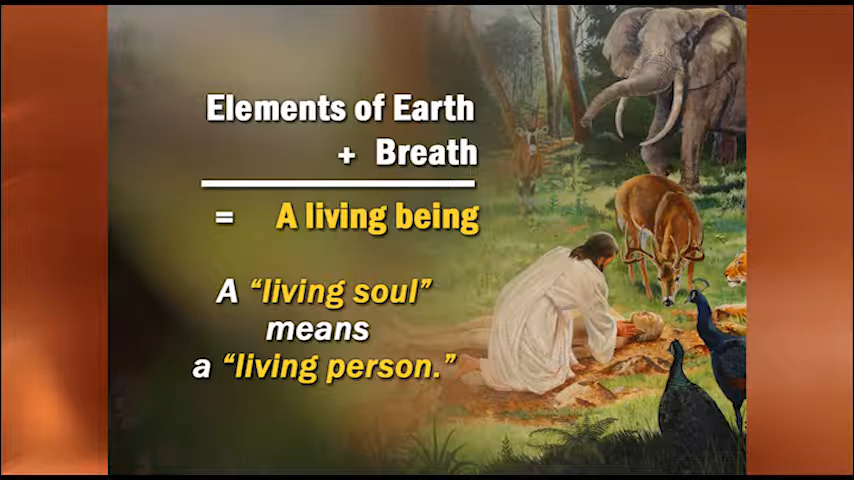 Elements of Earth
+ Breath
= A living being
A “living soul”
means
a “living person.”